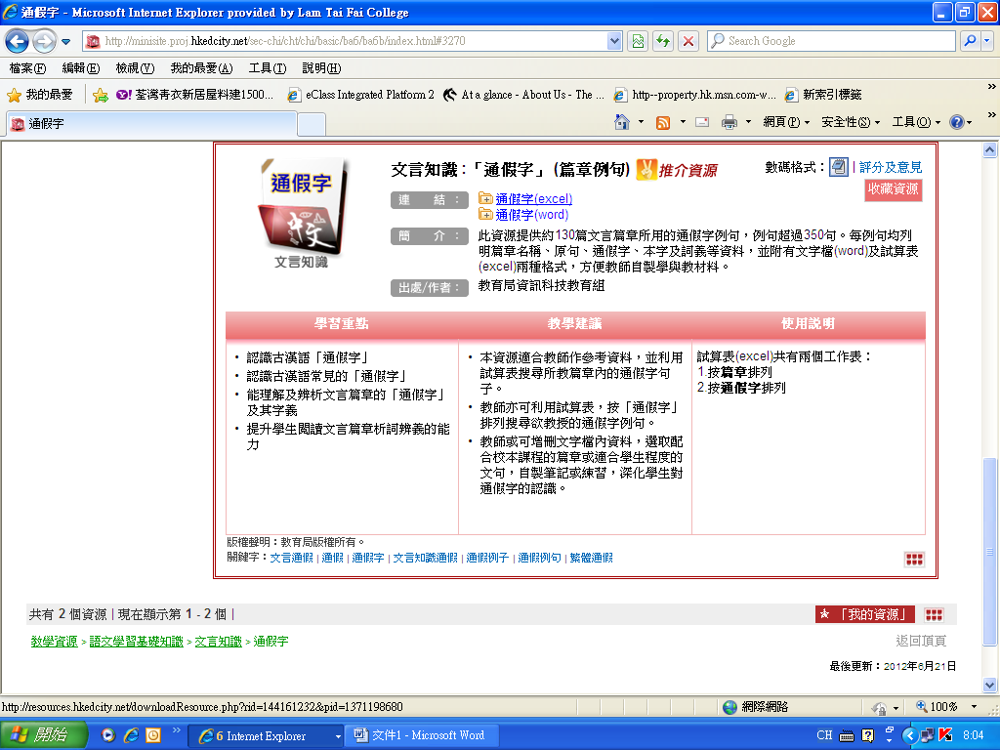 通假字 - Microsoft Internet Explorer provided by Lam Tai Fai College
http://minisite.proj.hkedcity.net/sec-chi/cht/chi/basic/ba6/ba6b/index.html#3270
Search Google
檔案(F) 編輯(E) 檢視(V) 我的最愛(A) 工具(T) 說明(H)
我的最愛 荃灣青衣新居屋料建1500... eClass Integrated Platform 2 At a glance - About Us - The ... http--property.hk.msn.com-w... 新索引標籤
通假字
網頁(P) 安全性(S) 工具(O)
通假字
中文
文言知識
文言知識：「通假字」(篇章例句) 推介資源
數碼格式： | 評分及意見
收藏資源
連 結：
通假字(excel)
通假字(word)
簡 介：
此資源提供約130篇文言篇章所用的通假字例句，例句超過350句。每例句均列
明篇章名稱、原句、通假字、本字及詞義等資料，並附有文字檔(word)及試算表
(excel)兩種格式，方便教師自製學與教材料。
出處/作者：
教育局資訊科技教育組
學習重點 教學建議 使用說明
• 認識古漢語「通假字」
• 認識古漢語常見的「通假字」
• 能理解及辨析文言篇章的「通假字」
及其字義
• 提升學生閱讀文言篇章析詞辨義的能
力
• 本資源適合教師作參考資料，並利用
試算表搜尋所教篇章內的通假字句
子。
• 教師亦可利用試算表，按「通假字」
排列搜尋欲教授的通假字例句。
• 教師或可增刪文字檔內資料，選取配
合校本課程的篇章或適合學生程度的
文句，自製筆記或練習，深化學生對
通假字的認識。
試算表(excel)共有兩個工作表：
1.按篇章排列
2.按通假字排列
版權聲明：教育局版權所有。
關鍵字：文言通假 | 通假 | 通假字 | 文言知識通假 | 通假例子 | 通假例句 | 繁體通假
共有 2 個資源 | 現在顯示第 1 - 2 個 |
「我的資源」
教學資源 > 語文學習基礎知識 > 文言知識 > 通假字
返回頂頁
最後更新：2012年6月21日
http://resources.hkedcity.net/downloadResource.php?rid=144161232&pid=1371198680
網際網路
100%
開始
6 Internet Explorer
文件1 - Microsoft Word
CH
8:04